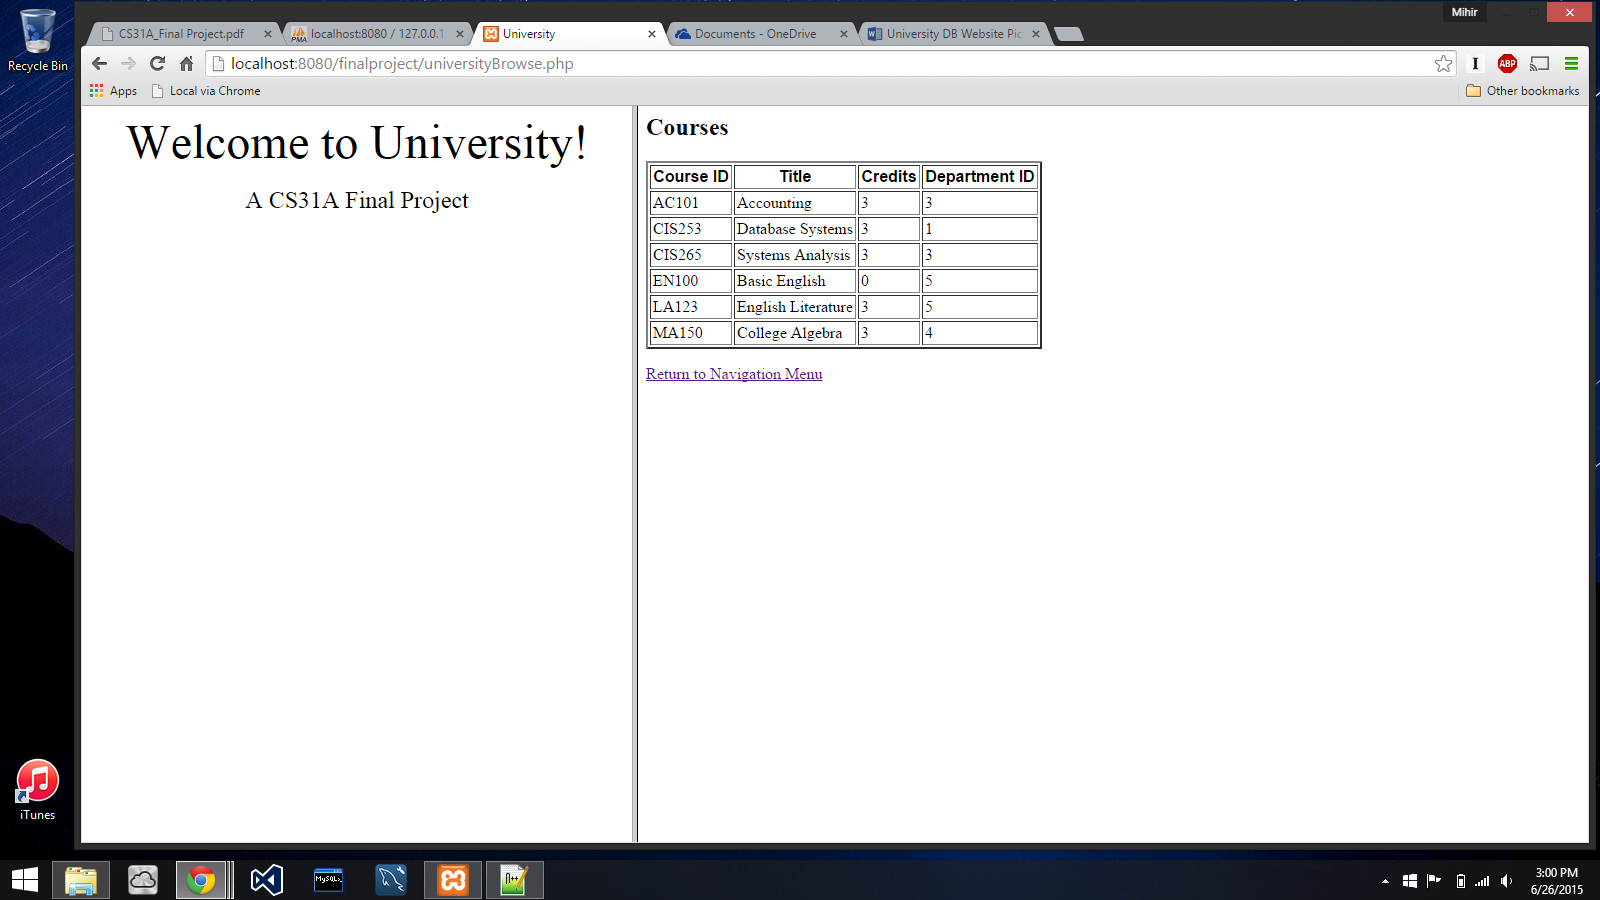 Mihir
Recycle Bin
CS31A_Final Project.pdf
localhost:8080 / 127.0.0.1
University
Documents - OneDrive
University DB Website Pic
localhost:8080/finalproject/universityBrowse.php
ABP
Apps
Local via Chrome
Other bookmarks
Welcome to University!
A CS31A Final Project
Courses
Course ID Title Credits Department ID
AC101 Accounting 3 3
CIS253 Database Systems 3 1
CIS265 Systems Analysis 3 3
EN100 Basic English 0 5
LA123 English Literature 3 5
MA150 College Algebra 3 4
Return to Navigation Menu
iTunes
3:00 PM
6/26/2015